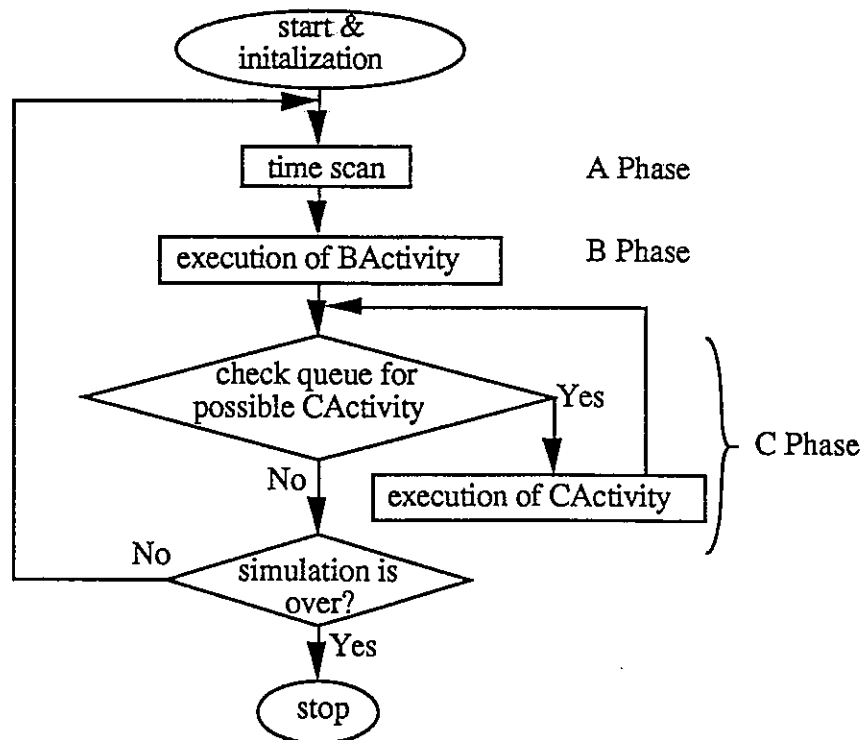 start &
initalization
time scan
A Phase
execution of BActivity
B Phase
check queue for
possible CActivity
Yes
C Phase
No
execution of CActivity
No
simulation is
over?
Yes
stop